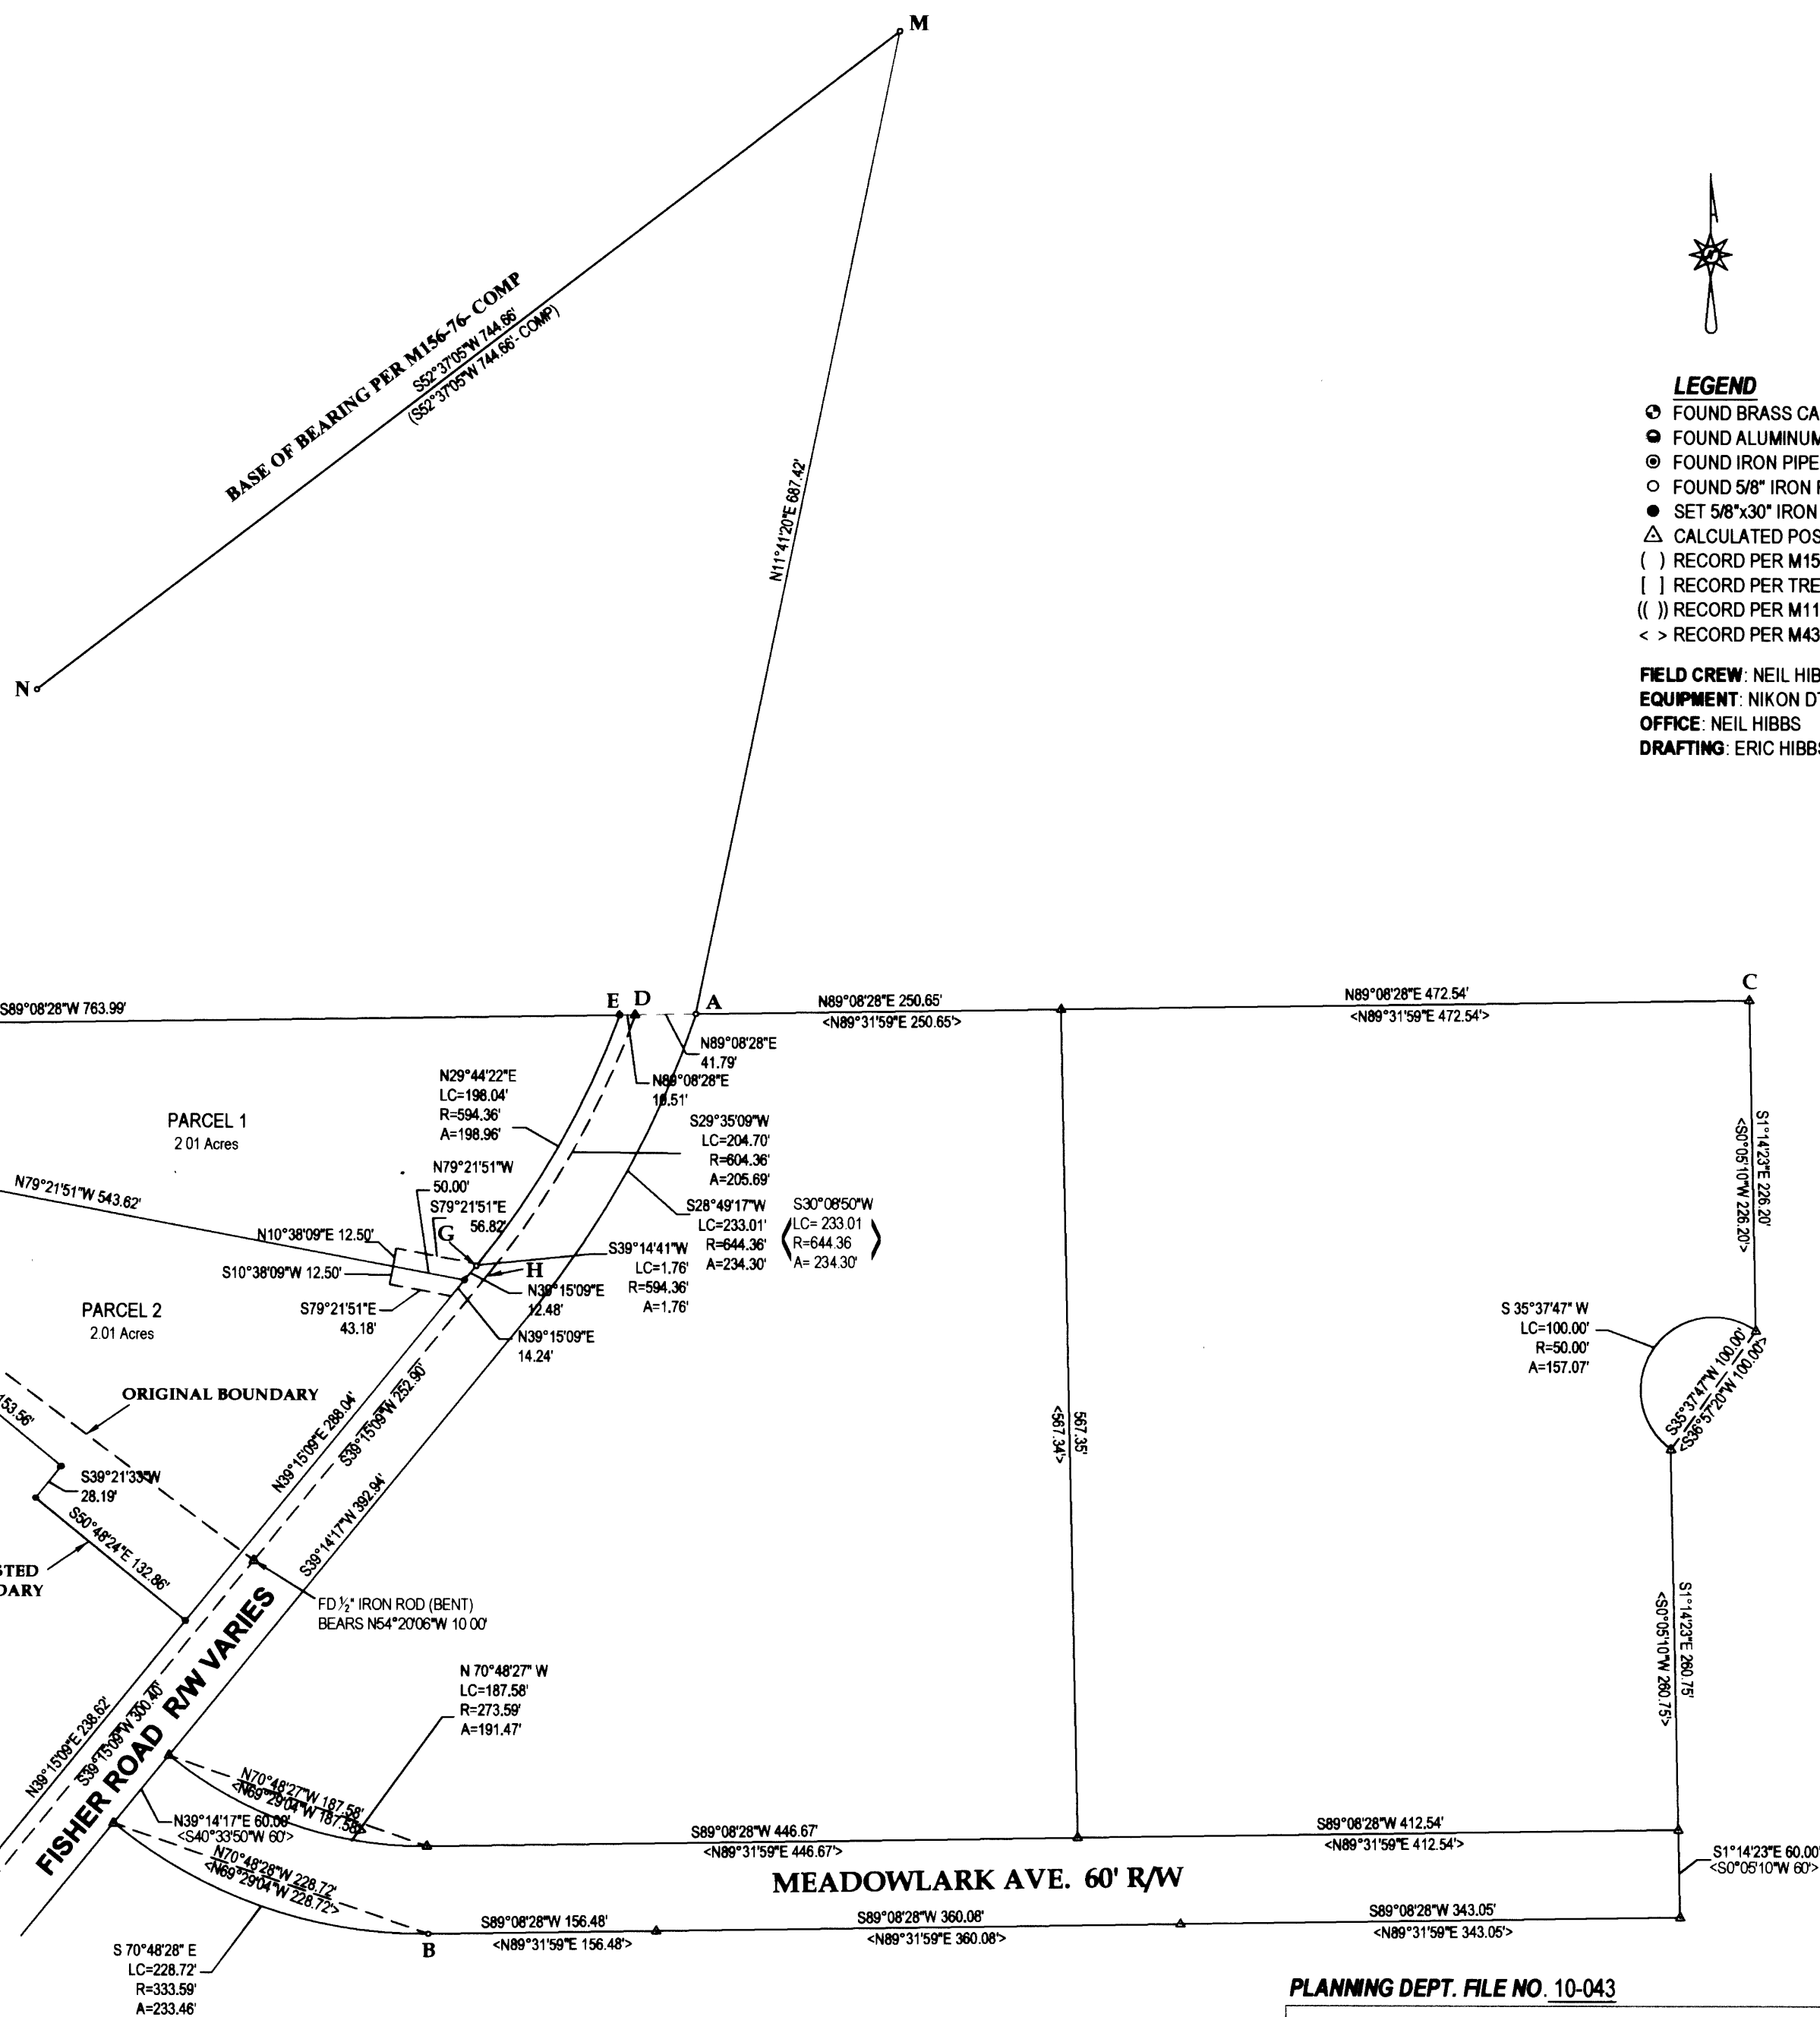 M
BASE OF BEARING PER M156-76- COMP
S52°37'05"W 744.66'
(S52°37'05"W 744.66'- COMP)
N11°41'20"E 687.42'
N
LEGEND
FOUND BRASS CA
FOUND ALUMINUM
FOUND IRON PIPE
FOUND 5/8" IRON
SET 5/8"x30" IRON
CALCULATED POS
( ) RECORD PER M15
[ ] RECORD PER TRE
(( )) RECORD PER M11
< > RECORD PER M43
FIELD CREW: NEIL HIB
EQUIPMENT: NIKON DT
OFFICE: NEIL HIBBS
DRAFTING: ERIC HIBBS
S89°08'28"W 763.99'
E D A
N89°08'28"E 250.65'
<N89°31'59"E 250.65'>
N89°08'28"E 472.54'
<N89°31'59"E 472.54'>
C
N89°08'28"E
41.79'
N89°08'28"E
10.51'
N29°44'22"E
LC=198.04'
R=594.36'
A=198.96'
S29°35'09"W
LC=204.70'
R=604.36'
A=205.69'
PARCEL 1
2 01 Acres
N79°21'51"W 543.62'
N79°21'51"W
50.00'
S79°21'51"E
56.82'
G
N10°38'09"E 12.50'
S10°38'09"W 12.50'
S79°21'51"E
43.18'
S28°49'17"W
LC=233.01'
R=644.36'
A=234.30'
S30°08'50"W
LC= 233.01
R=644.36
A= 234.30'
S39°14'41"W
LC=1.76'
R=594.36'
A=1.76'
H
N39°15'09"E
12.48'
N39°15'09"E
14.24'
S1°14'23"E 226.20'
<S0°05'10"W 226.20'>
PARCEL 2
2.01 Acres
S 35°37'47" W
LC=100.00'
R=50.00'
A=157.07'
S35°37'47"W 100.00'
<S36°57'20"W 100.00'>
ORIGINAL BOUNDARY
153.56'
S39°21'33"W
28.19'
S50°48'24"E 132.86'
STED
DARY
N39°15'09"E 288.04'
S39°15'09"W 252.90'
S39°14'17"W 392.94'
567.35'
<567.34'>
FD ½" IRON ROD (BENT)
BEARS N54°20'06"W 10 00'
S1°14'23"E 260.75'
<S0°05'10"W 260.75'>
N39°15'09"E 238.62'
S39°15'09"W 300.40'
FISHER ROAD R/W VARIES
N 70°48'27" W
LC=187.58'
R=273.59'
A=191.47'
N70°48'27"W 187.58'
<N69°29'04"W 187.58'>
N39°14'17"E 60.00'
<S40°33'50"W 60'>
N70°48'28"W 228.72'
<N69°29'04"W 228.72'>
S89°08'28"W 446.67'
<N89°31'59"E 446.67'>
S89°08'28"W 412.54'
<N89°31'59"E 412.54'>
S1°14'23"E 60.00'
<S0°05'10"W 60'>
MEADOWLARK AVE. 60' R/W
B
S89°08'28"W 156.48'
<N89°31'59"E 156.48'>
S89°08'28"W 360.08'
<N89°31'59"E 360.08'>
S89°08'28"W 343.05'
<N89°31'59"E 343.05'>
S 70°48'28" E
LC=228.72'
R=333.59'
A=233.46'
PLANNING DEPT. FILE NO. 10-043